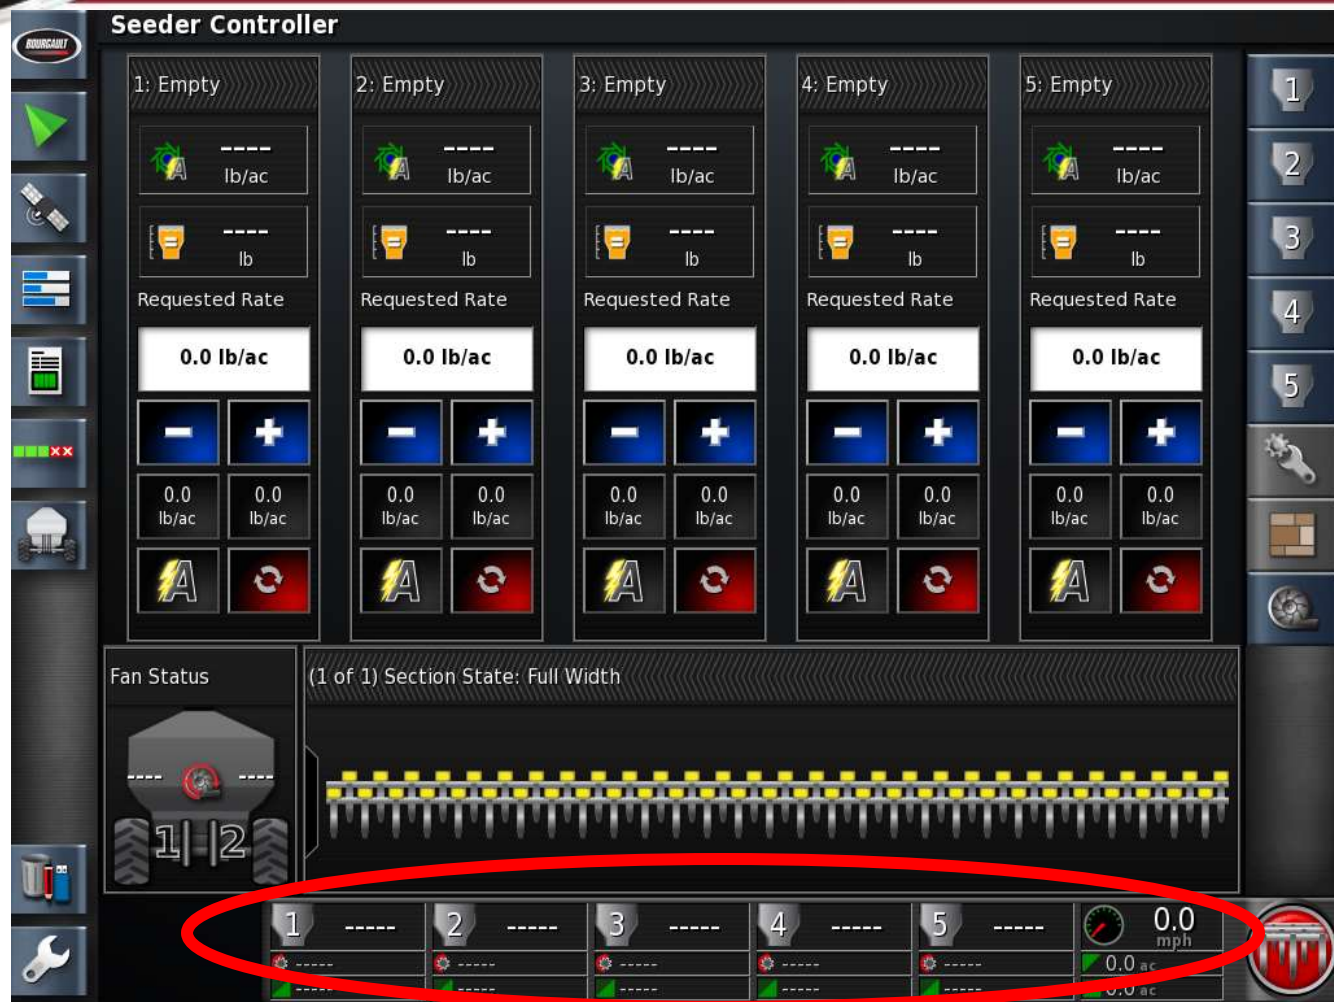 BOURGAULT
Seeder Controller
1: Empty
2: Empty
3: Empty
4: Empty
5: Empty
---- ---- ---- ---- ----
lb/ac lb/ac lb/ac lb/ac lb/ac
---- ---- ---- ---- ----
lb lb lb lb lb
Requested Rate Requested Rate Requested Rate Requested Rate Requested Rate
0.0 lb/ac 0.0 lb/ac 0.0 lb/ac 0.0 lb/ac 0.0 lb/ac
- + - + - + - + - +
0.0 0.0 0.0 0.0 0.0 0.0 0.0 0.0 0.0 0.0
lb/ac lb/ac lb/ac lb/ac lb/ac lb/ac lb/ac lb/ac lb/ac lb/ac
A A A A A
1
2
3
4
5
Fan Status
(1 of 1) Section State: Full Width
---- ----
1 2
1 ----- 2 ----- 3 ----- 4 ----- 5 ----- 0.0
mph
----- ----- ----- ----- ----- 0.0 ac
----- ----- ----- ----- ----- 0.0 ac